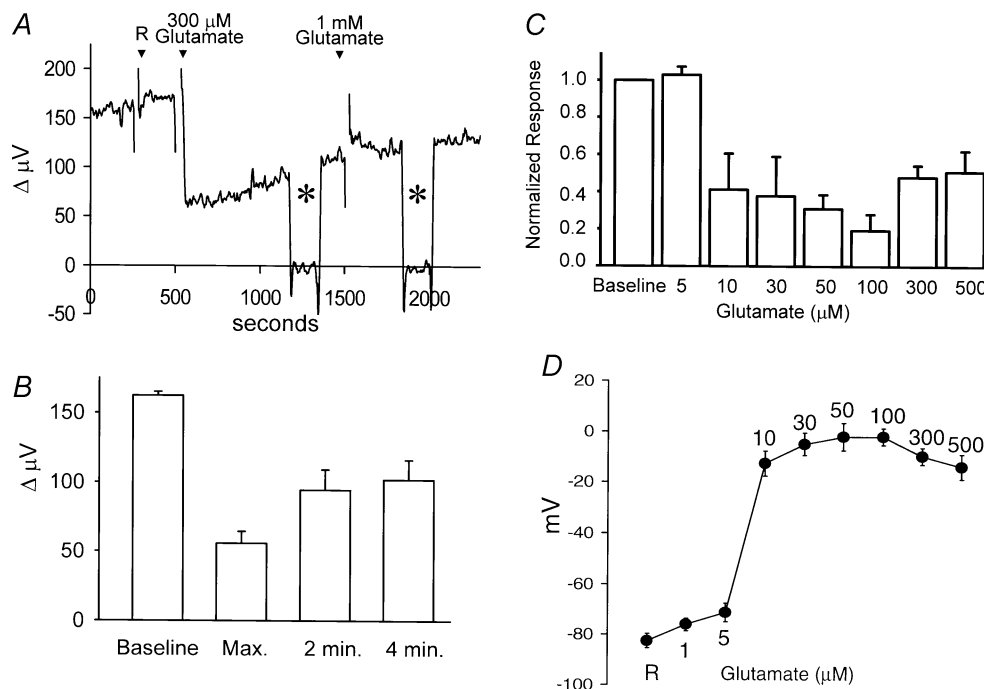 A
R
300 μM
Glutamate
1 mM
Glutamate
Δ μV
200
150
100
50
0
-50
*
*
0
500
1000
1500
2000
seconds
B
Δ μV
150
100
50
0
Baseline
Max.
2 min.
4 min.
C
Normalized Response
1.0
0.8
0.6
0.4
0.2
0.0
Baseline
5
10
30
50
100
300
500
Glutamate (μM)
D
mV
20
0
-20
-40
-60
-80
-100
R
1
5
10
30
50
100
300
500
Glutamate (μM)